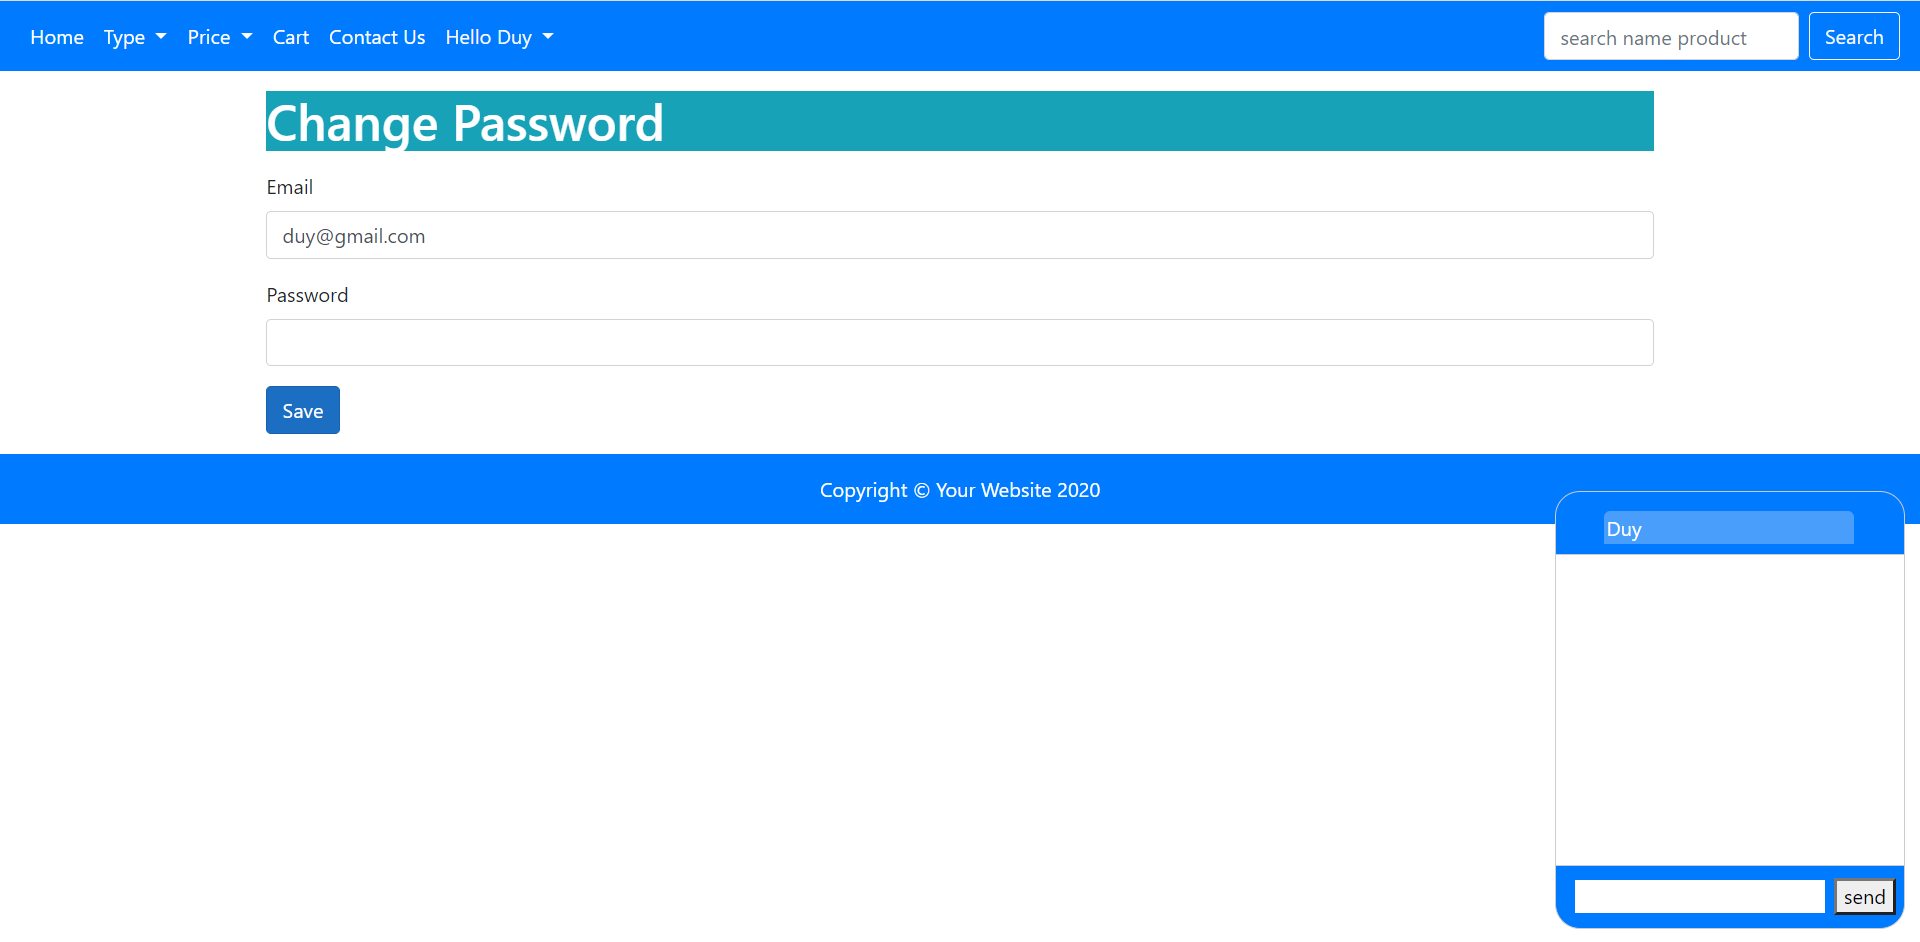 Home Type Price Cart Contact Us Hello Duy search name product Search
Change Password
Email
duy@gmail.com
Password
Save
Copyright © Your Website 2020
Duy
send